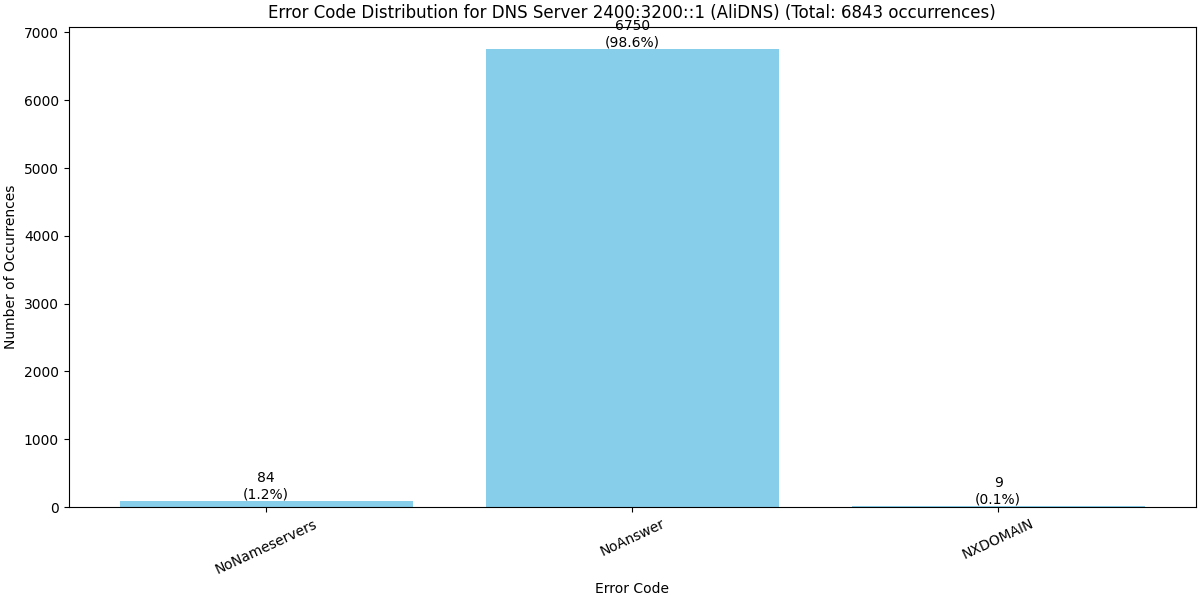 Error Code Distribution for DNS Server 2400:3200::1 (AliDNS) (Total: 6843 occurrences)
Number of Occurrences
7000
6000
5000
4000
3000
2000
1000
0
84
(1.2%)
6750
(98.6%)
9
(0.1%)
NoNameservers
NoAnswer
NXDOMAIN
Error Code